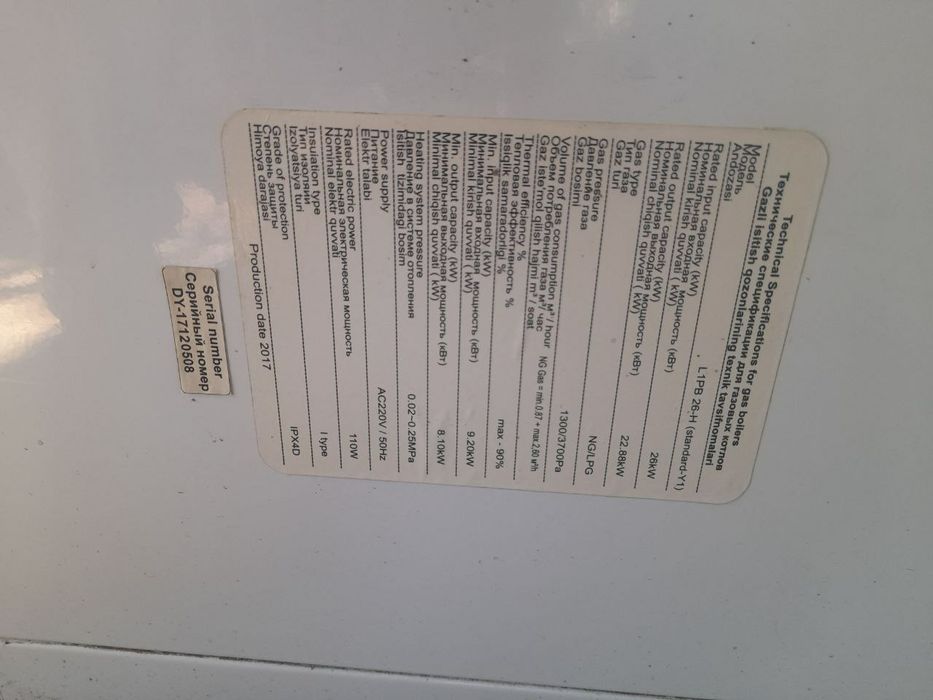 Technical Specifications for gas boilers
Технические спецификации для газовых котлов
Gazli isitish qozonlarining texnik tavsifnomalari
Model
Модель
Andozasi L1PB 26-H (standard-Y1)
Rated input capacity (kW)
Номинальная входная мощность (кВт)
Nominal kirish quvvati ( kW) 26kW
Rated output capacity (kW)
Номинальная выходная мощность (кВт)
Nominal chiqish quvvati ( kW) 22.88kW
Gas type
Тип газа
Gaz turi NG/LPG
Gas pressure
Давление газа
Gaz bosimi 1300/3700Pa
Volume of gas consumption м³ / hour
Объем потребления газа м³/ час
Gaz iste'mol qilish hajmi m³ / soat NG Gas = min 0.87 + max 2,60 м³/h
Thermal efficiency %
Тепловая эффективность %
Issiqlik samaradorligi % max - 90%
Min. input capacity (kW)
Минимальная входная мощность (кВт)
Minimal kirish quvvati ( kW) 9.20kW
Min. output capacity (kW)
Минимальная выходная мощность (кВт)
Minimal chiqish quvvati ( kW) 8.10kW
Heating system pressure
Давление в системе отопления
Isitish tizimidagi bosim 0.02~0.25MPa
Power supply
Питание
Elektr talabi AC220V / 50Hz
Rated electric power
Номинальная электрическая мощность
Nominal elektr quvvati 110W
Insulation type
Тип изоляции
Izolyatsiya turi I type
Grade of protection
Степень защиты
Himoya darajasi IPX4D
Production date 2017
Serial number
Серийный номер
DY-17120508